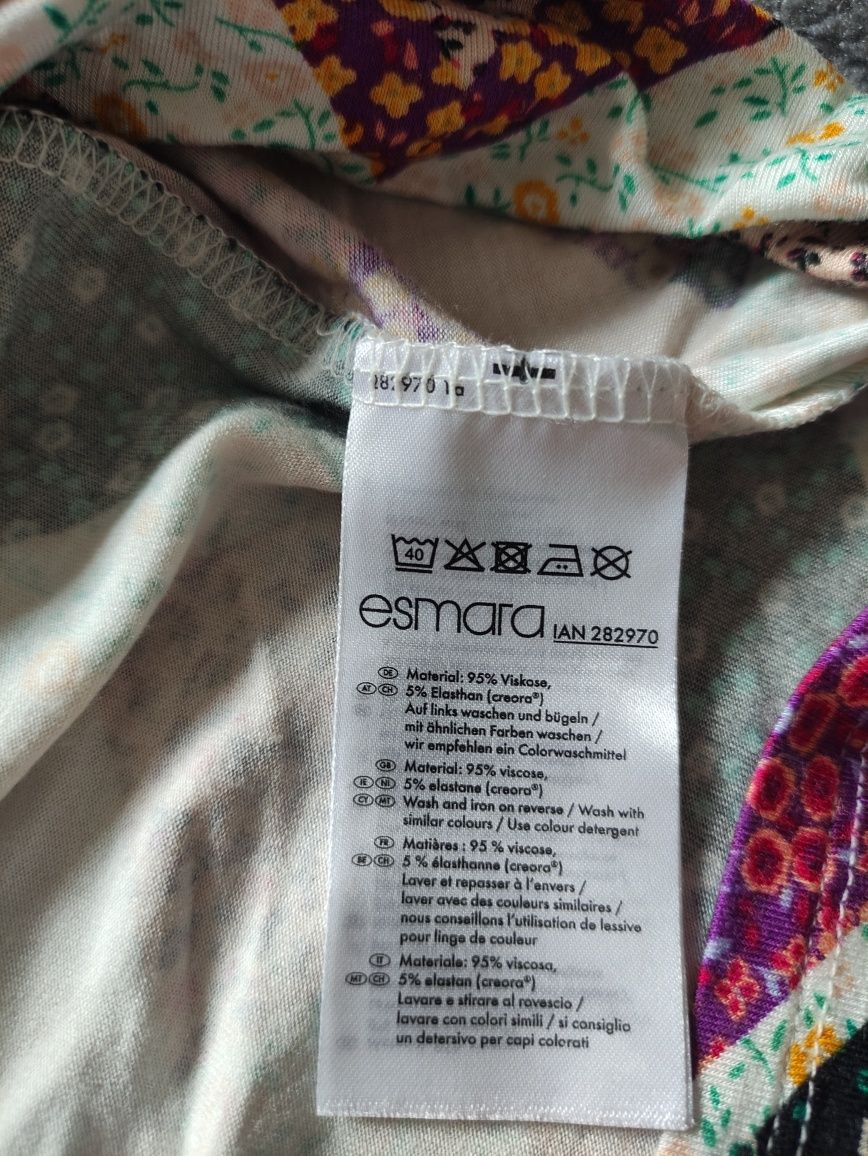 282970 1a
40
esmara IAN 282970
DE Material: 95% Viskose,
AT CH 5% Elasthan (creora®)
Auf links waschen und bügeln /
mit ähnlichen Farben waschen /
wir empfehlen ein Colorwaschmittel
GB Material: 95% viscose,
IE NI 5% elastane (creora®)
CY MT Wash and iron on reverse / Wash with
similar colours / Use colour detergent
FR Matières : 95 % viscose,
BE CH 5 % élasthanne (creora®)
Laver et repasser à l'envers /
laver avec des couleurs similaires /
nous conseillons l'utilisation de lessive
pour linge de couleur
IT Materiale: 95% viscosa,
MT CH 5% elastan (creora®)
Lavare e stirare al rovescio /
lavare con colori simili / si consiglia
un detersivo per capi colorati